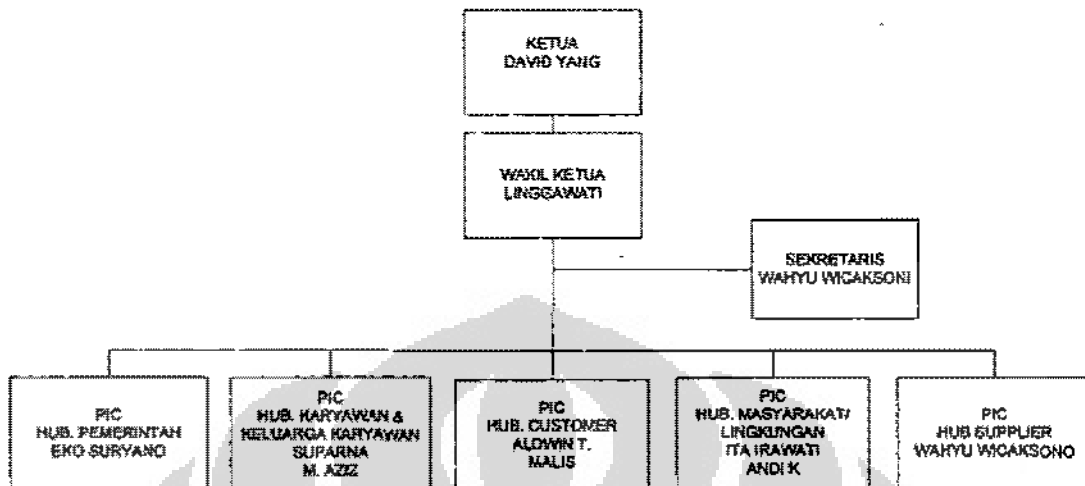 KETUA
DAVID YANG
WAKIL KETUA
LINGGAWATI
SEKRETARIS
WAHYU WICAKSONI
PIC
HUB. PEMERINTAH
EKO SURYANO
PIC
HUB. KARYAWAN &
KELUARGA KARYAWAN
SUPARNA
M. AZIZ
PIC
HUB. CUSTOMER
ALDWIN T.
MALIS
PIC
HUB. MASYARAKAT/
LINGKUNGAN
ITA IRAWATI
ANDI K
PIC
HUB SUPPLIER
WAHYU WICAKSONO